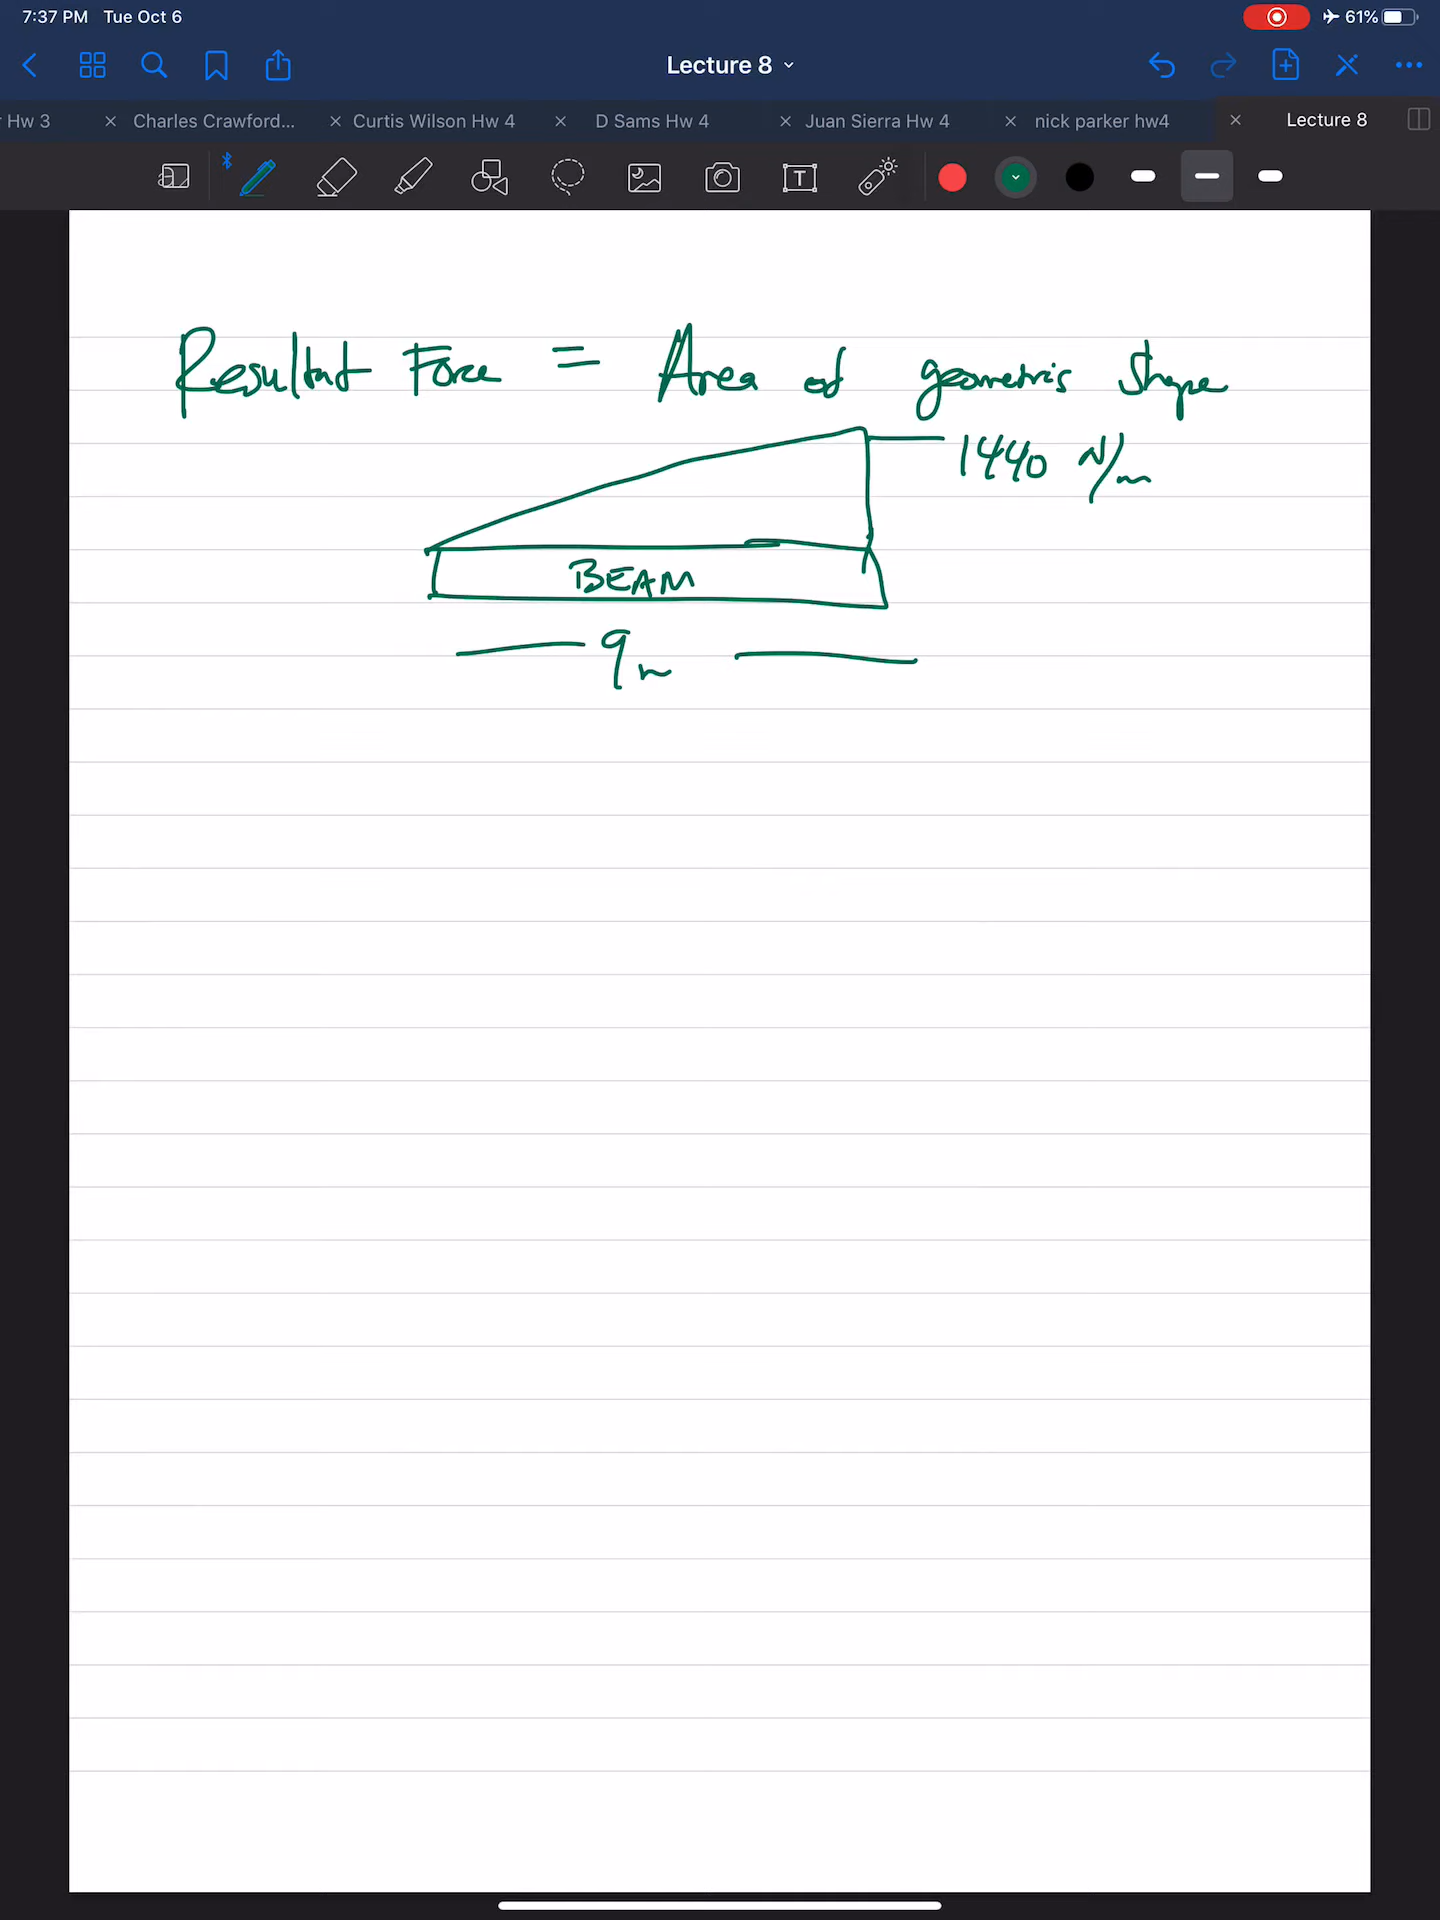 7:37 PM Tue Oct 6 61%
Lecture 8
Hw 3 Charles Crawford... Curtis Wilson Hw 4 D Sams Hw 4 Juan Sierra Hw 4 nick parker hw4 Lecture 8
T
Resultant Force = Area of geometric Shape
1440 N/m
BEAM
9m